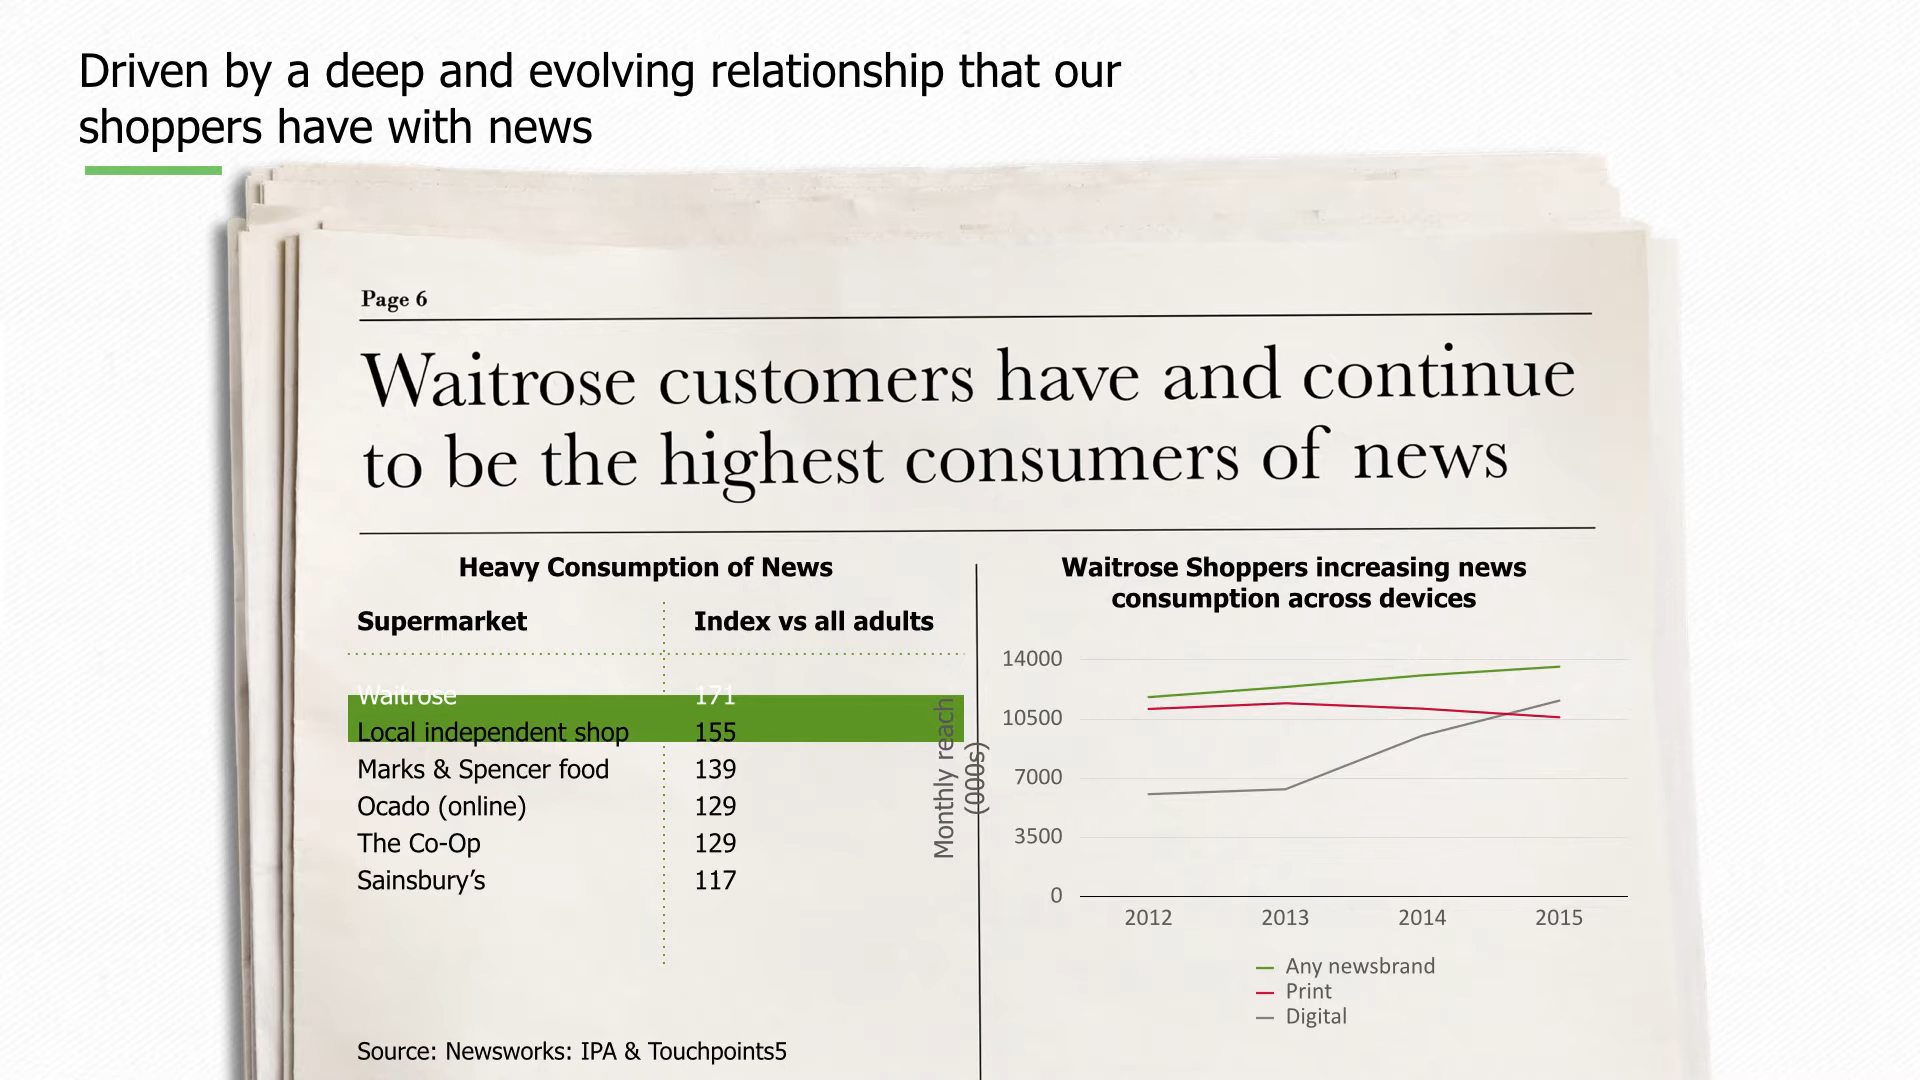 Driven by a deep and evolving relationship that our
shoppers have with news
Page 6
Waitrose customers have and continue
to be the highest consumers of news
Heavy Consumption of News
Supermarket Index vs all adults
Waitrose 171
Local independent shop 155
Marks & Spencer food 139
Ocado (online) 129
The Co-Op 129
Sainsbury’s 117
Source: Newsworks: IPA & Touchpoints5
Waitrose Shoppers increasing news
consumption across devices
Monthly reach
(000s)
14000
10500
7000
3500
0
2012 2013 2014 2015
Any newsbrand
Print
Digital